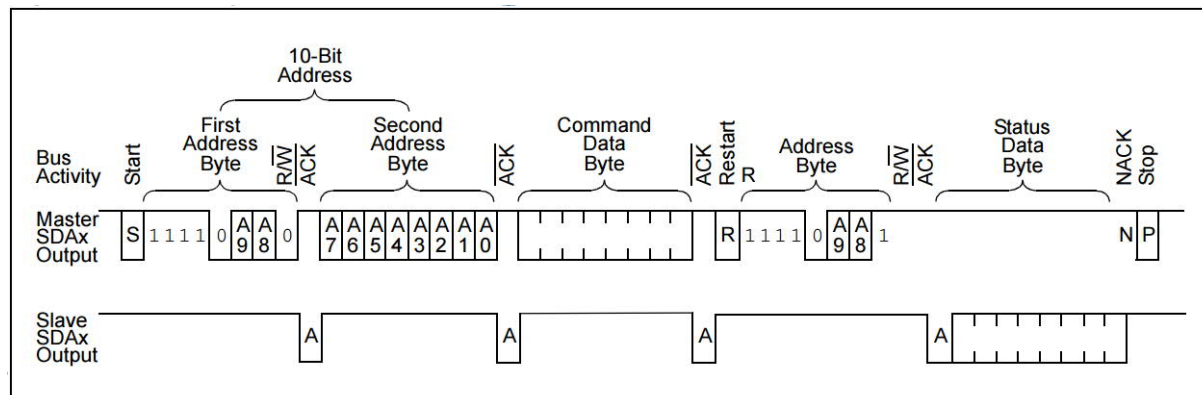 10-Bit
Address
First
Address
Byte
Second
Address
Byte
Command
Data
Byte
Address
Byte
Status
Data
Byte
Bus
Activity
Start
R/W
ACK
ACK
ACK
Restart
R
R/W
ACK
NACK
Stop
Master
SDAx
Output
S 1 1 1 1 0 A9 A8 0 A7 A6 A5 A4 A3 A2 A1 A0 R 1 1 1 1 0 A9 A8 1 N P
Slave
SDAx
Output
A A A A